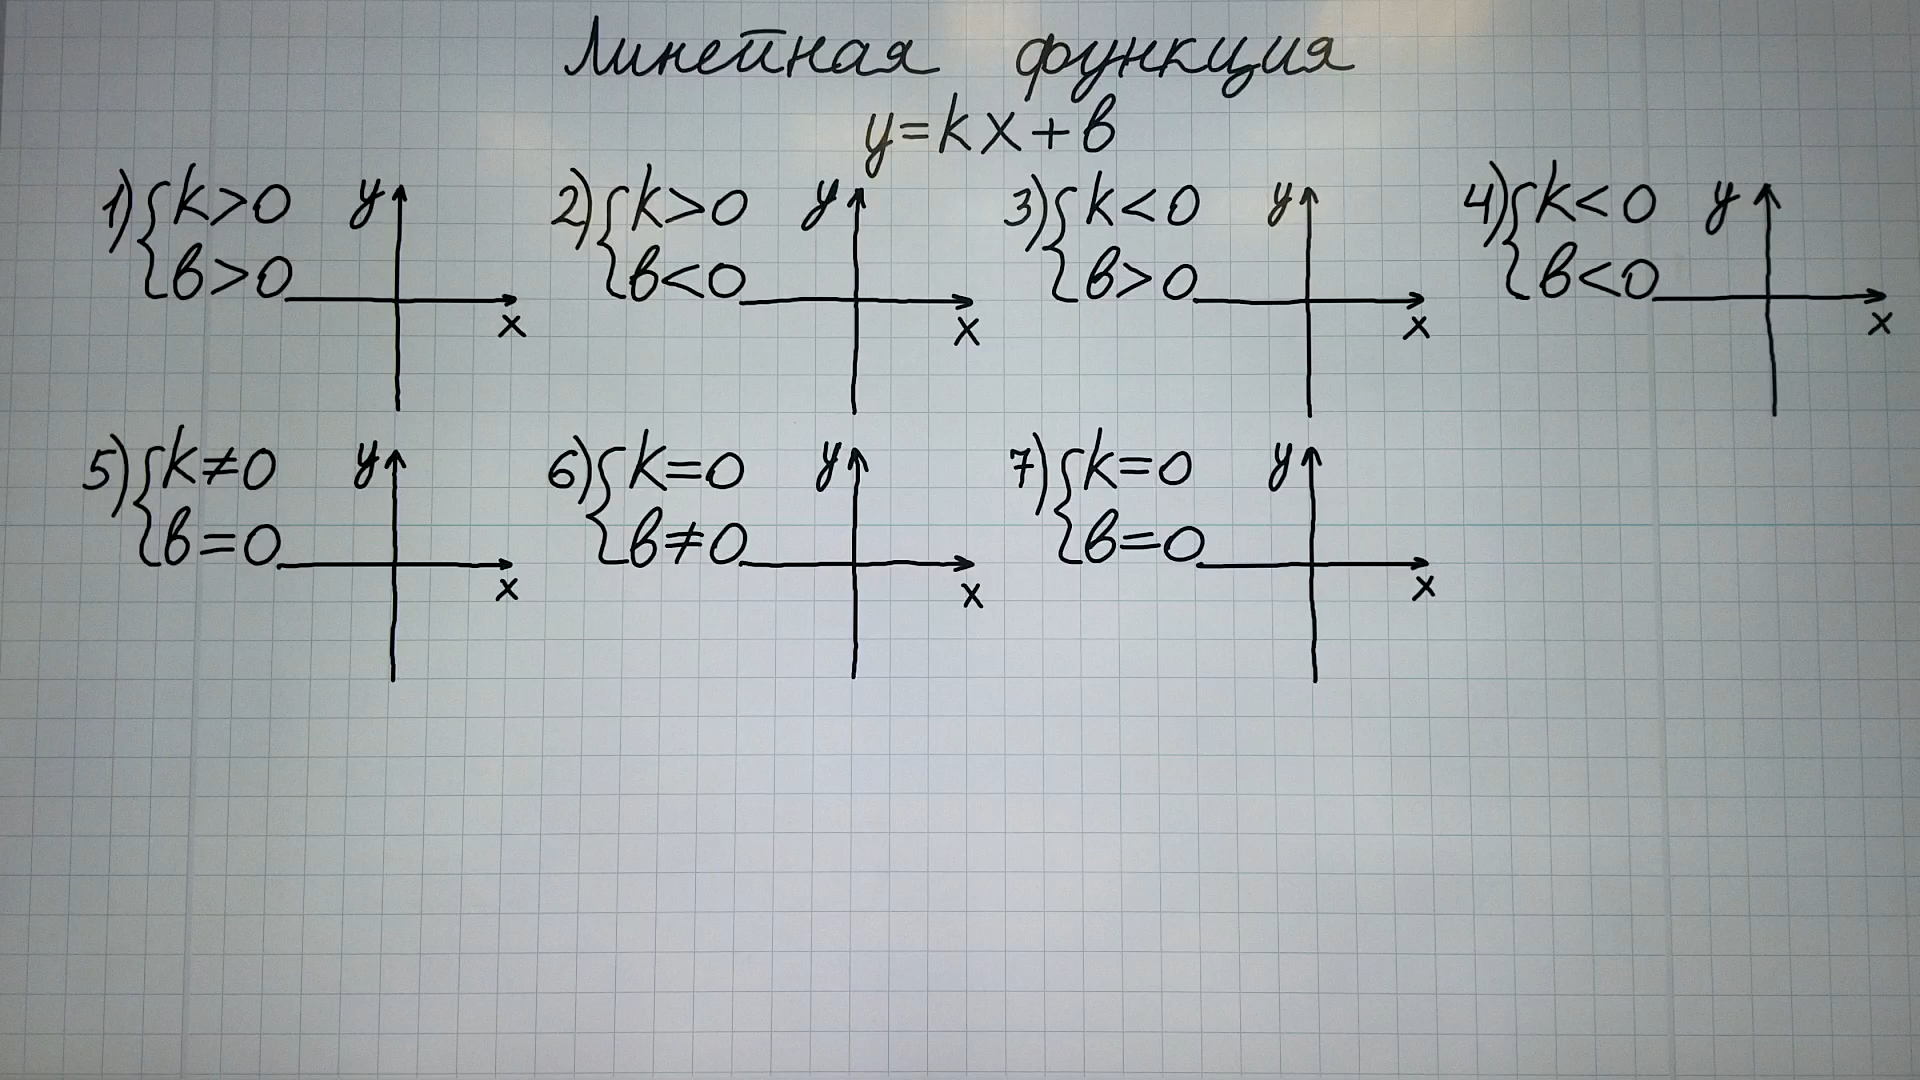 Линейная функция
y=kx+b
1) {k>0 y
b>0
x
2) {k>0 y
b<0
x
3) {k<0 y
b>0
x
4) {k<0 y
b<0
x
5) {k≠0 y
b=0
x
6) {k=0 y
b≠0
x
7) {k=0 y
b=0
x